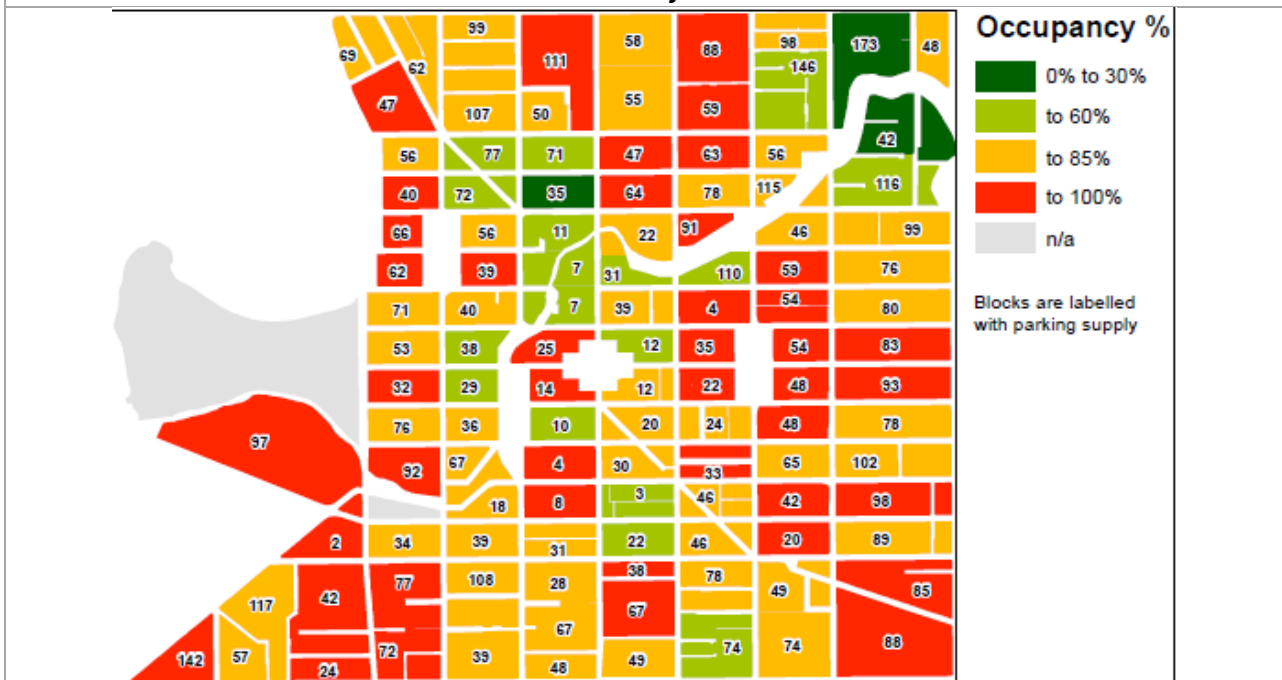 Occupancy %
0% to 30%
to 60%
to 85%
to 100%
n/a
Blocks are labelled
with parking supply
99 58 88 98 173 48
69 62 111 146
47 107 50 55 59
42
56 77 71 47 63 56
40 72 35 64 78 115 116
66 56 11 22 91 46 99
62 39 7 31 110 59 76
71 40 7 39 4 54 80
53 38 25 12 35 54 83
32 29 14 12 22 48 93
76 36 10 20 24 48 78
97 92 67 4 30 33 65 102
18 8 3 46 42 98
2 34 39 31 22 46 20 89
77 108 28 38 78 49 85
117 42 67
67 88
142 57 24 72 39 48 49 74 74